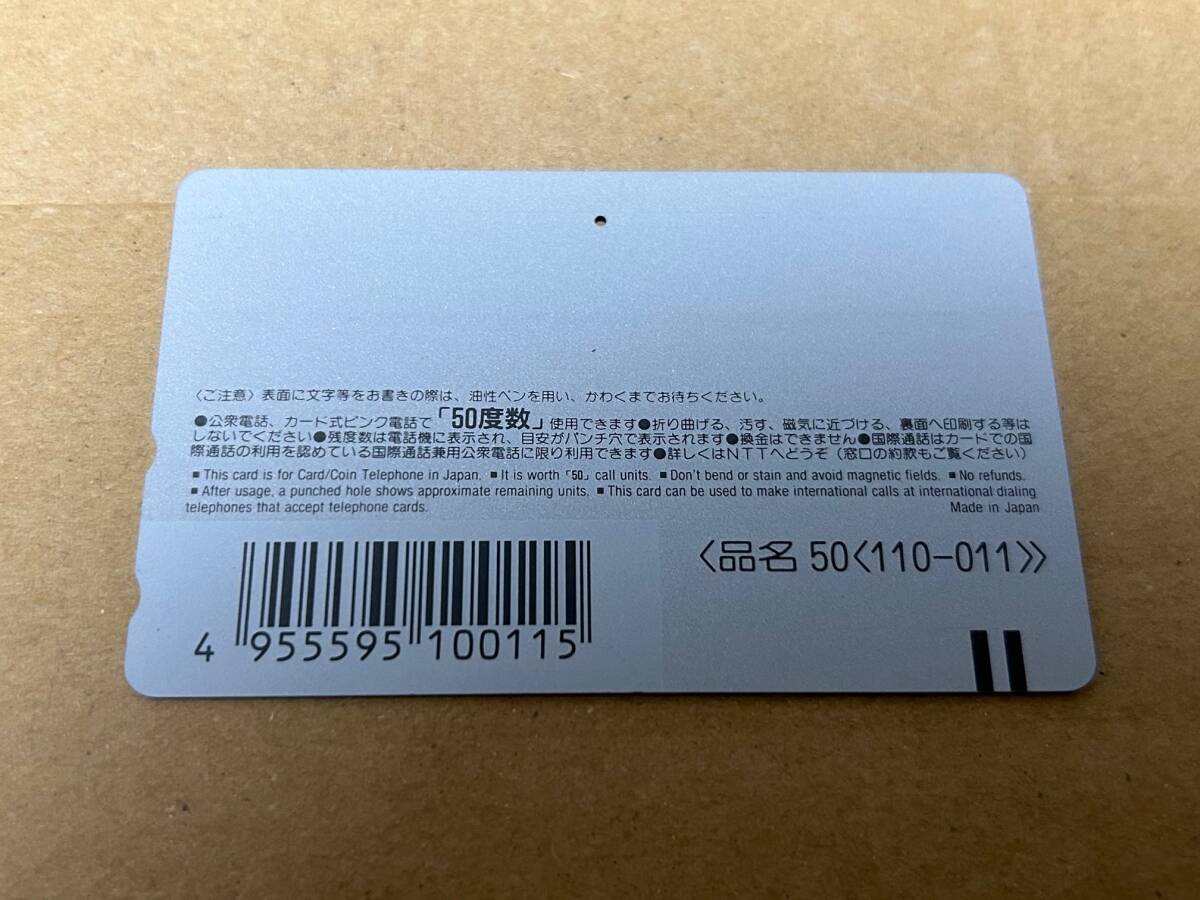 〈ご注意〉表面に文字等をお書きの際は、油性ペンを用い、かわくまでお待ちください。
●公衆電話、カード式ピンク電話で「50度数」使用できます●折り曲げる、汚す、磁気に近づける、裏面へ印刷する等は
しないでください●残度数は電話機に表示され、目安がパンチ穴で表示されます●換金はできません●国際通話はカードでの国
際通話の利用を認めている国際通話兼用公衆電話に限り利用できます●詳しくはNTTへどうぞ（窓口の約款もご覧ください）
■ This card is for Card/Coin Telephone in Japan. ■ It is worth「50」call units. ■ Don't bend or stain and avoid magnetic fields. ■ No refunds.
■ After usage, a punched hole shows approximate remaining units. ■ This card can be used to make international calls at international dialing
telephones that accept telephone cards. Made in Japan
〈品名 50〈110-011〉〉
4 955595 100115